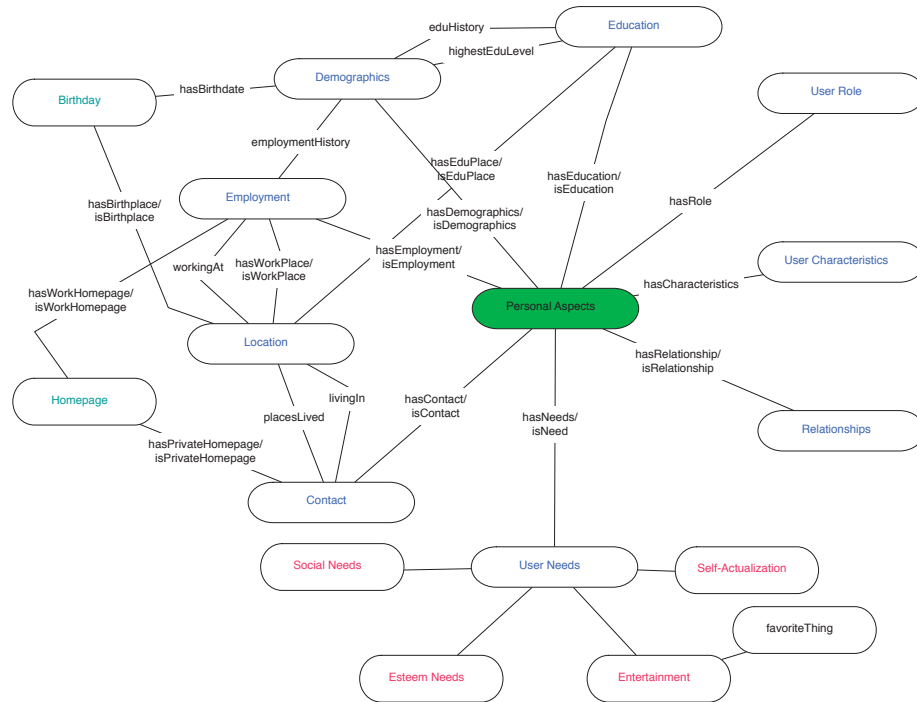 eduHistory
Education
highestEduLevel
Demographics
Birthday
hasBirthdate
User Role
employmentHistory
hasEduPlace/
isEduPlace
hasEducation/
isEducation
Employment
hasBirthplace/
isBirthplace
hasRole
hasDemographics/
isDemographics
hasEmployment/
isEmployment
workingAt
hasWorkPlace/
isWorkPlace
User Characteristics
hasCharacteristics
hasWorkHomepage/
isWorkHomepage
Personal Aspects
Location
hasRelationship/
isRelationship
Homepage
livingIn
placesLived
hasContact/
isContact
hasNeeds/
isNeed
Relationships
hasPrivateHomepage/
isPrivateHomepage
Contact
Social Needs
User Needs
Self-Actualization
favoriteThing
Esteem Needs
Entertainment